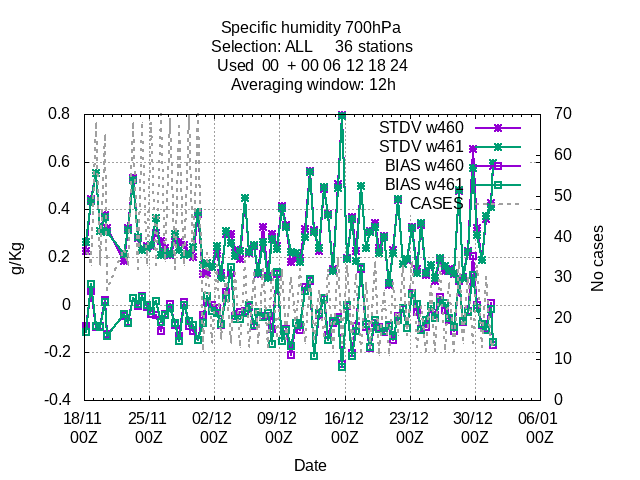 Specific humidity 700hPa
Selection: ALL     36 stations
Used  00  + 00 06 12 18 24
Averaging window: 12h
STDV w460
STDV w461
BIAS w460
BIAS w461
CASES
g/Kg
0.8
0.6
0.4
0.2
0
-0.2
-0.4
No cases
70
60
50
40
30
20
10
0
18/11 25/11 02/12 09/12 16/12 23/12 30/12 06/01
00Z 00Z 00Z 00Z 00Z 00Z 00Z 00Z
Date